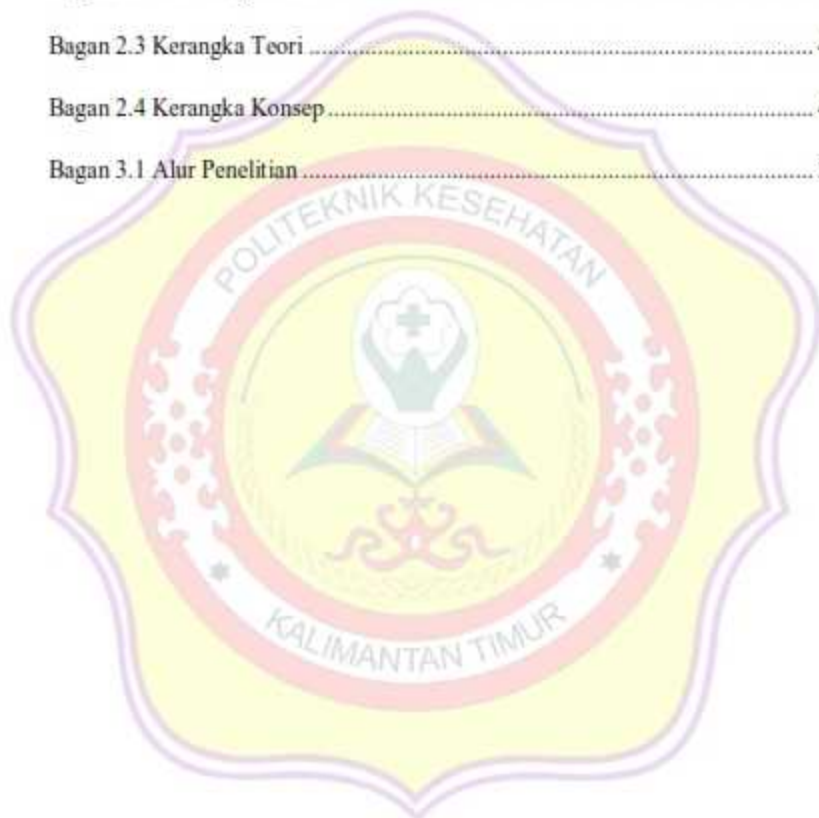 Bagan 2.3 Kerangka Teori ................................................................................................
Bagan 2.4 Kerangka Konsep .............................................................................................
Bagan 3.1 Alur Penelitian ................................................................................................
POLITEKNIK KESEHATAN
KALIMANTAN TIMUR